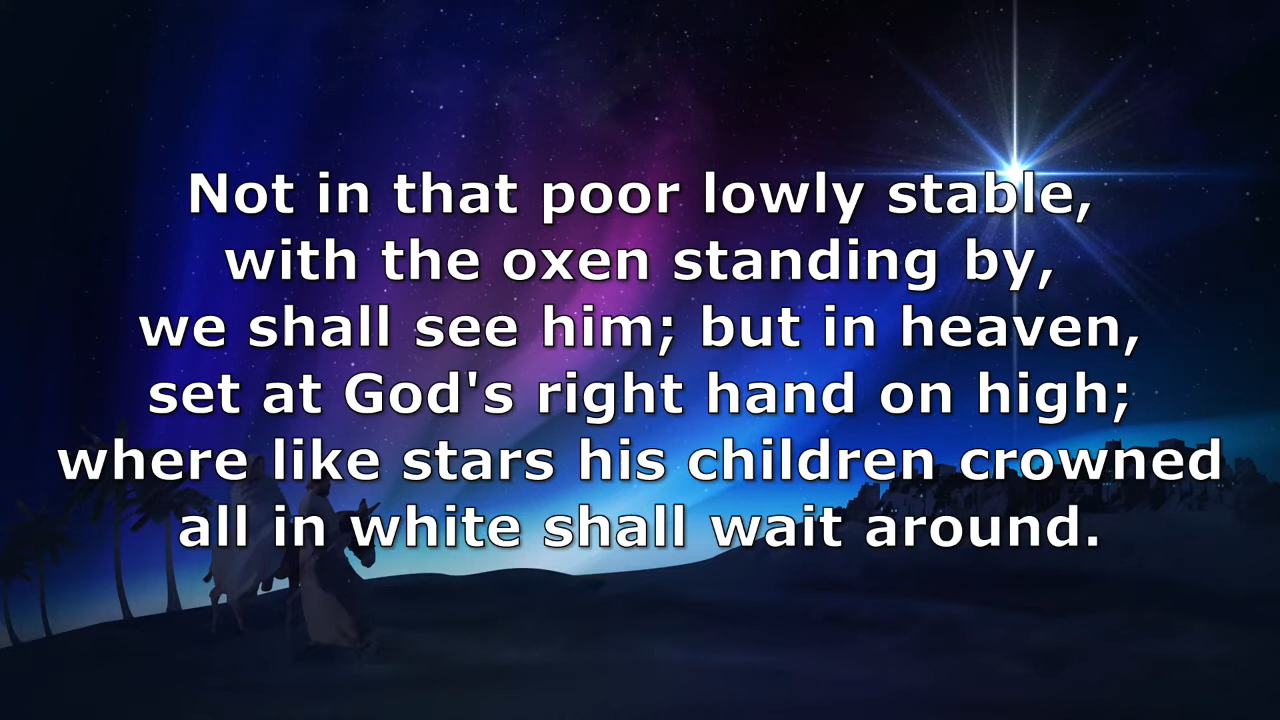 Not in that poor lowly stable,
with the oxen standing by,
we shall see him; but in heaven,
set at God's right hand on high;
where like stars his children crowned
all in white shall wait around.